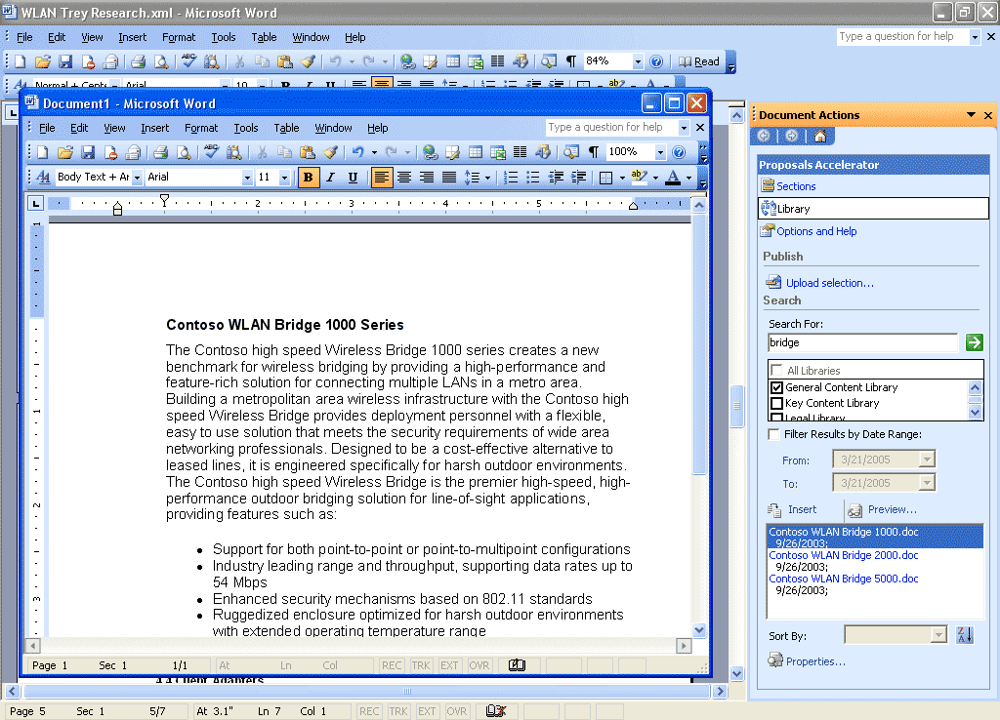 WLAN Trey Research.xml - Microsoft Word
File Edit View Insert Format Tools Table Window Help
Type a question for help
84%
Read
Document1 - Microsoft Word
File Edit View Insert Format Tools Table Window Help
Type a question for help
100%
Body Text + Ar Arial 11 B I U
2 3 4 5
Contoso WLAN Bridge 1000 Series
The Contoso high speed Wireless Bridge 1000 series creates a new
benchmark for wireless bridging by providing a high-performance and
feature-rich solution for connecting multiple LANs in a metro area.
Building a metropolitan area wireless infrastructure with the Contoso high
speed Wireless Bridge provides deployment personnel with a flexible,
easy to use solution that meets the security requirements of wide area
networking professionals. Designed to be a cost-effective alternative to
leased lines, it is engineered specifically for harsh outdoor environments.
The Contoso high speed Wireless Bridge is the premier high-speed, high-
performance outdoor bridging solution for line-of-sight applications,
providing features such as:
• Support for both point-to-point or point-to-multipoint configurations
• Industry leading range and throughput, supporting data rates up to
54 Mbps
• Enhanced security mechanisms based on 802.11 standards
• Ruggedized enclosure optimized for harsh outdoor environments
with extended operating temperature range
Page 1 Sec 1 1/1 At Ln Col REC TRK EXT OVR
4.4 Client Adapters
Page 5 Sec 1 5/7 At 3.1" Ln 7 Col 1 REC TRK EXT OVR
Document Actions
Proposals Accelerator
Sections
Library
Options and Help
Publish
Upload selection...
Search
Search For:
bridge
All Libraries
General Content Library
Key Content Library
Legal Library
Filter Results by Date Range:
From: 3/21/2005
To: 3/21/2005
Insert Preview...
Contoso WLAN Bridge 1000.doc
9/26/2003;
Contoso WLAN Bridge 2000.doc
9/26/2003;
Contoso WLAN Bridge 5000.doc
9/26/2003;
Sort By:
Properties...